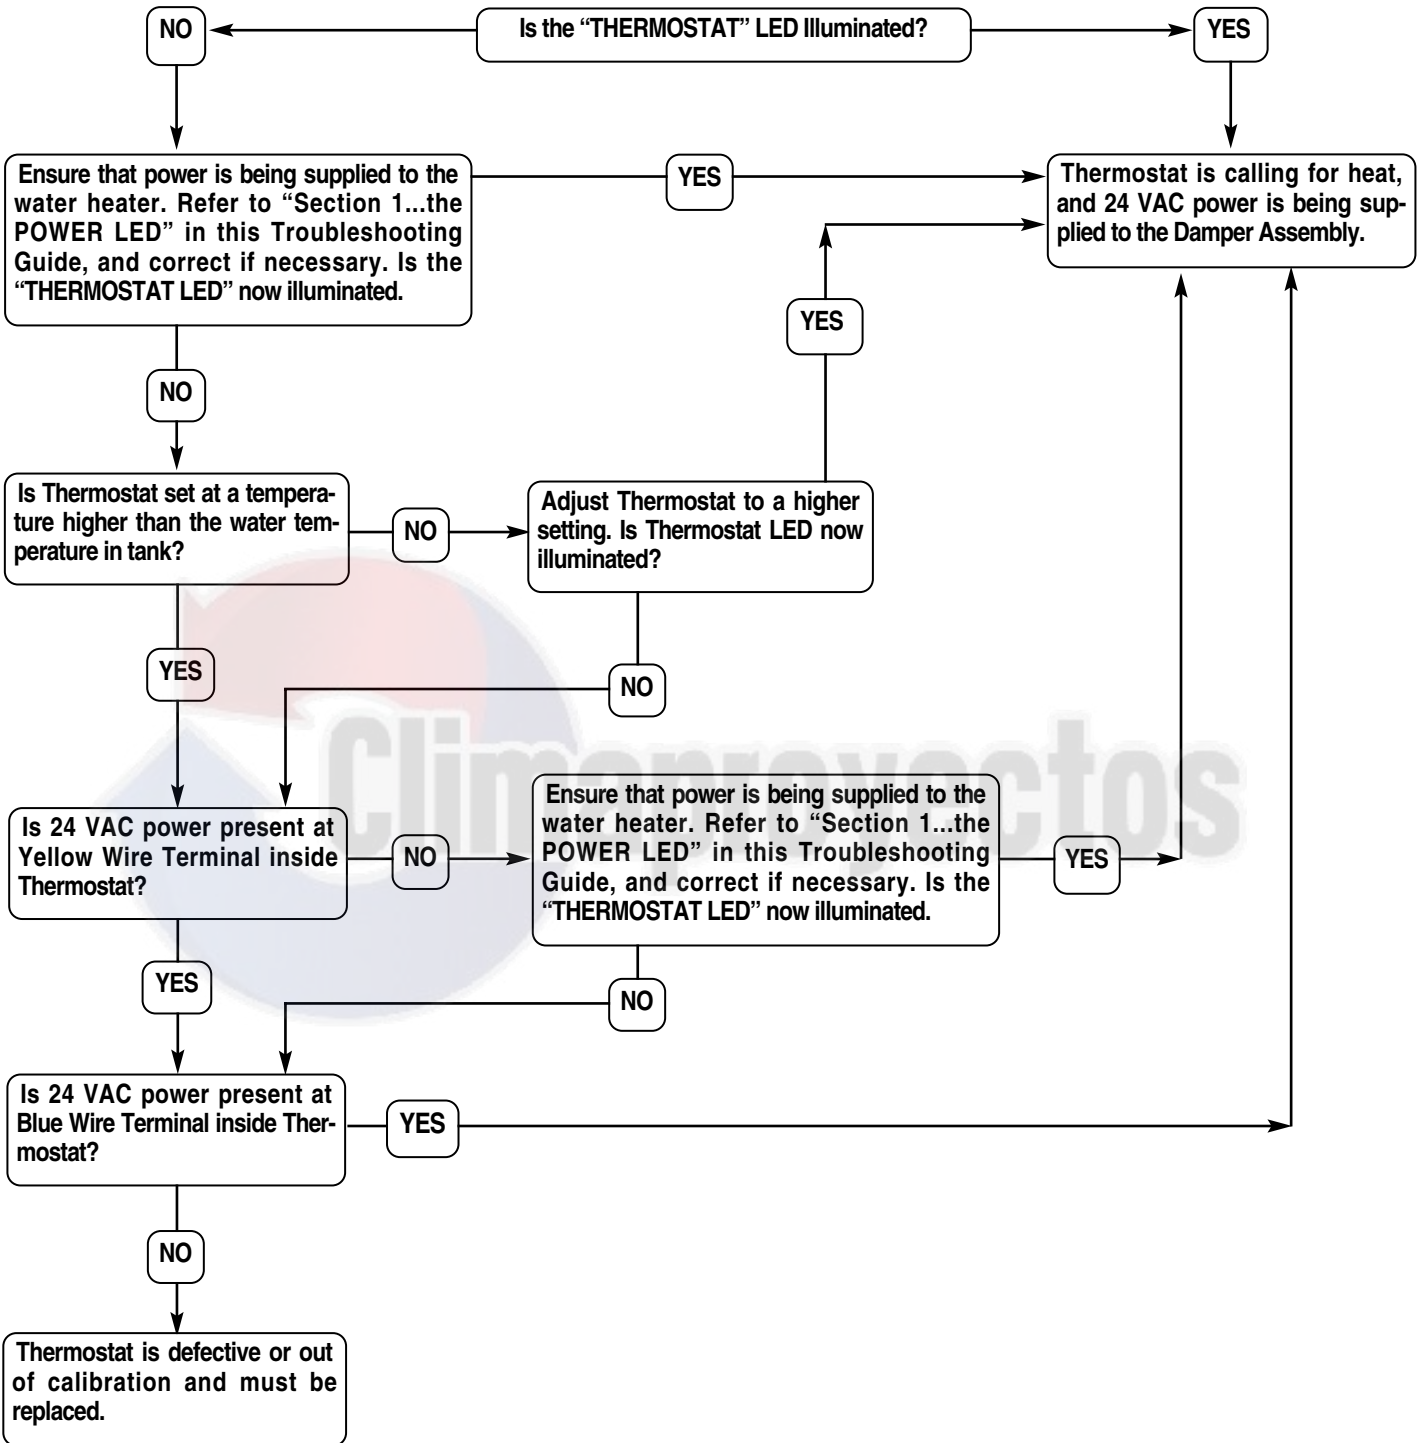 NO
Is the “THERMOSTAT” LED Illuminated?
YES
Ensure that power is being supplied to the
water heater. Refer to “Section 1...the
POWER LED” in this Troubleshooting
Guide, and correct if necessary. Is the
“THERMOSTAT LED” now illuminated.
YES
Thermostat is calling for heat,
and 24 VAC power is being sup-
plied to the Damper Assembly.
YES
NO
Is Thermostat set at a tempera-
ture higher than the water tem-
perature in tank?
NO
Adjust Thermostat to a higher
setting. Is Thermostat LED now
illuminated?
YES
NO
Climaproyectos
Is 24 VAC power present at
Yellow Wire Terminal inside
Thermostat?
NO
Ensure that power is being supplied to the
water heater. Refer to “Section 1...the
POWER LED” in this Troubleshooting
Guide, and correct if necessary. Is the
“THERMOSTAT LED” now illuminated.
YES
YES
NO
Is 24 VAC power present at
Blue Wire Terminal inside Ther-
mostat?
YES
NO
Thermostat is defective or out
of calibration and must be
replaced.